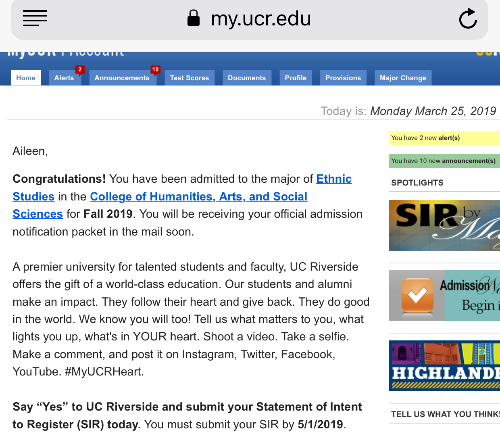 my.ucr.edu
MyUCR Account
Home
Alerts 2
Announcements 10
Test Scores
Documents
Profile
Provisions
Major Change
Today is: Monday March 25, 2019
Aileen,
Congratulations! You have been admitted to the major of Ethnic
Studies in the College of Humanities, Arts, and Social
Sciences for Fall 2019. You will be receiving your official admission
notification packet in the mail soon.
A premier university for talented students and faculty, UC Riverside
offers the gift of a world-class education. Our students and alumni
make an impact. They follow their heart and give back. They do good
in the world. We know you will too! Tell us what matters to you, what
lights you up, what's in YOUR heart. Shoot a video. Take a selfie.
Make a comment, and post it on Instagram, Twitter, Facebook,
YouTube. #MyUCRHeart.
Say “Yes” to UC Riverside and submit your Statement of Intent
to Register (SIR) today. You must submit your SIR by 5/1/2019.
You have 2 new alert(s)
You have 10 new announcement(s)
SPOTLIGHTS
SIR by
Ma
Admission
Begin i
HIGHLAND
TELL US WHAT YOU THINK